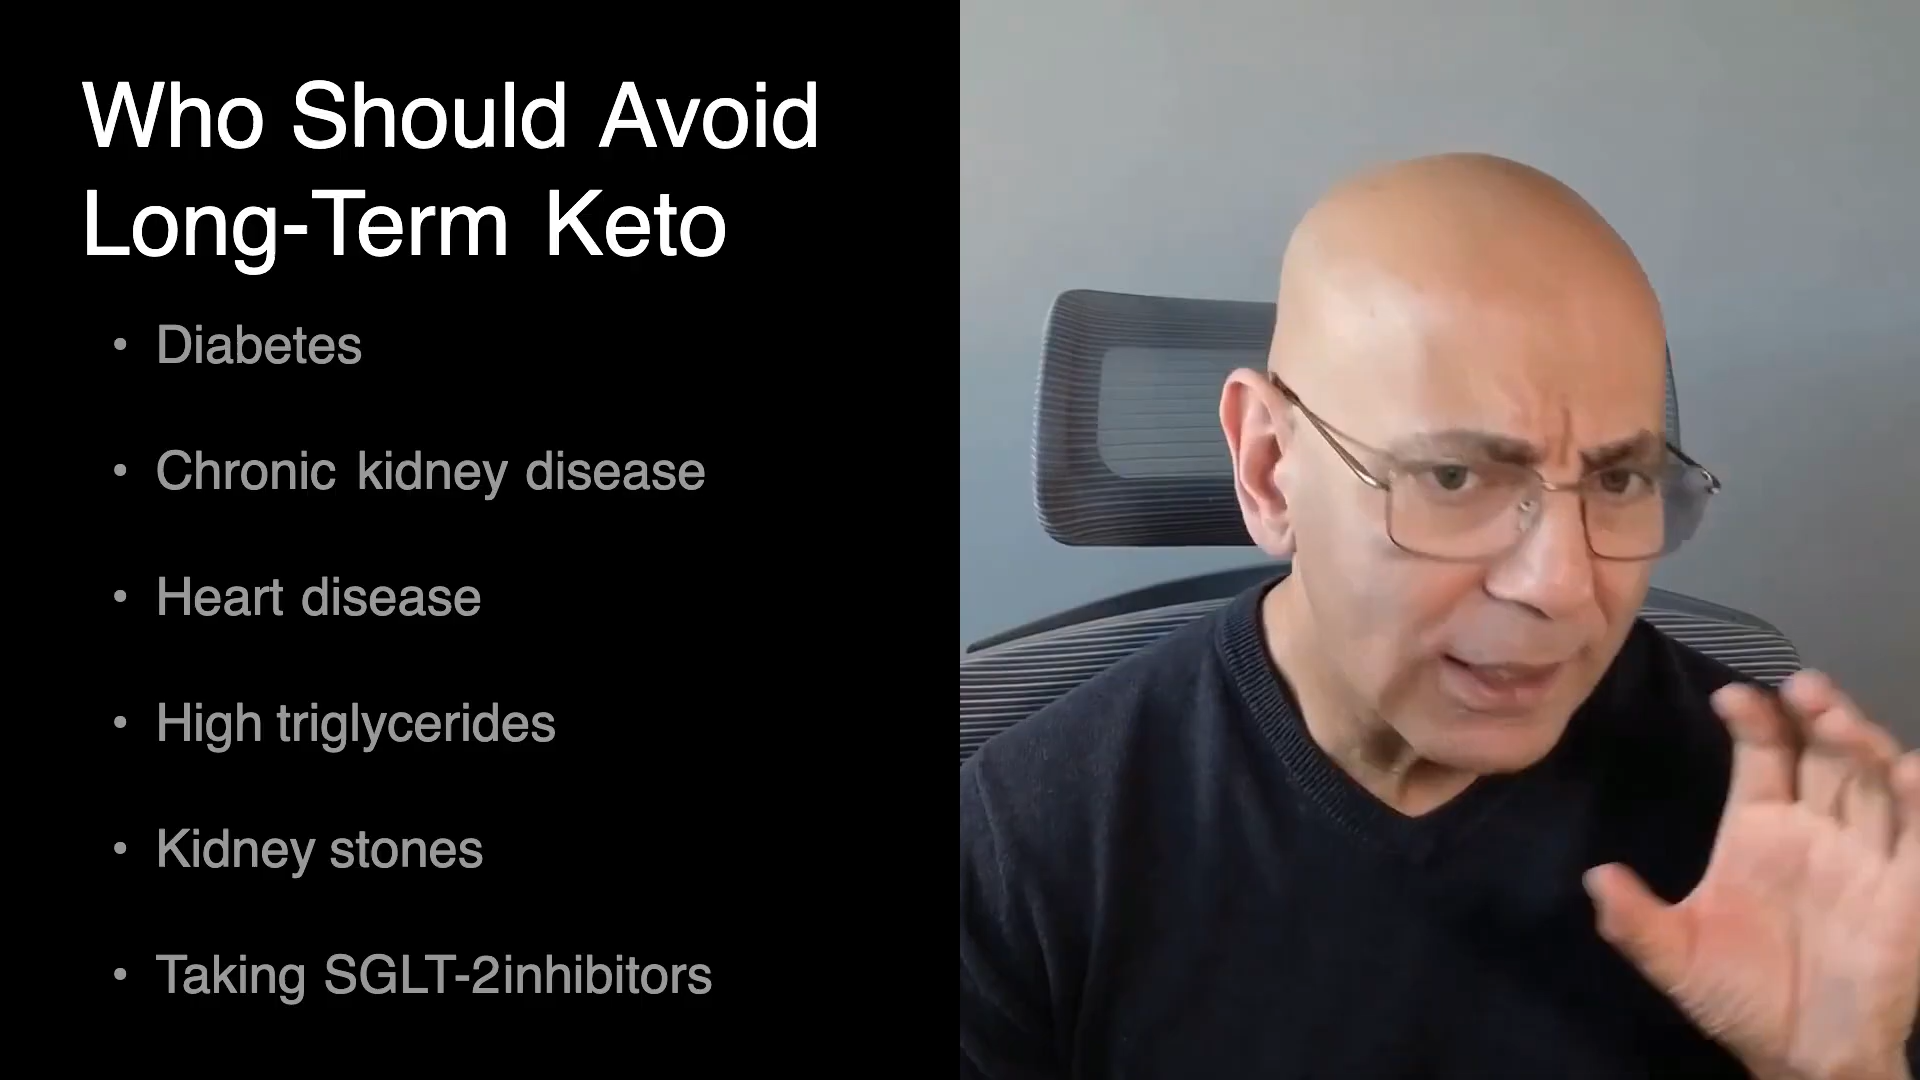 Who Should Avoid
Long-Term Keto
• Diabetes
• Chronic kidney disease
• Heart disease
• High triglycerides
• Kidney stones
• Taking SGLT-2inhibitors